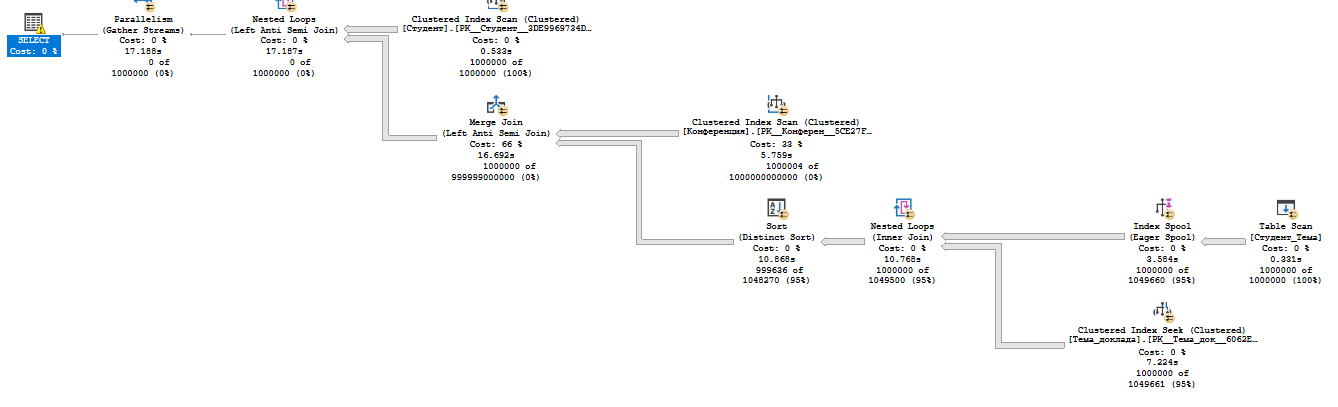 SELECT
Cost: 0 %
Parallelism
(Gather Streams)
Cost: 0 %
17.188s
0 of
1000000 (0%)
Nested Loops
(Left Anti Semi Join)
Cost: 0 %
17.187s
0 of
1000000 (0%)
Clustered Index Scan (Clustered)
[Студент].[PK__Студент__3DE9969734D…
Cost: 0 %
0.533s
1000000 of
1000000 (100%)
Merge Join
(Left Anti Semi Join)
Cost: 66 %
16.692s
1000000 of
999999000000 (0%)
Clustered Index Scan (Clustered)
[Конференция].[PK__Конферен__5CE27F…
Cost: 33 %
5.759s
1000004 of
1000000000000 (0%)
Sort
(Distinct Sort)
Cost: 0 %
10.868s
999636 of
1048270 (95%)
Nested Loops
(Inner Join)
Cost: 0 %
10.768s
1000000 of
1049500 (95%)
Index Spool
(Eager Spool)
Cost: 0 %
3.584s
1000000 of
1049660 (95%)
Table Scan
[Студент_Тема]
Cost: 0 %
0.331s
1000000 of
1000000 (100%)
Clustered Index Seek (Clustered)
[Тема_доклада].[PK__Тема_док__6062E…
Cost: 0 %
7.224s
1000000 of
1049661 (95%)